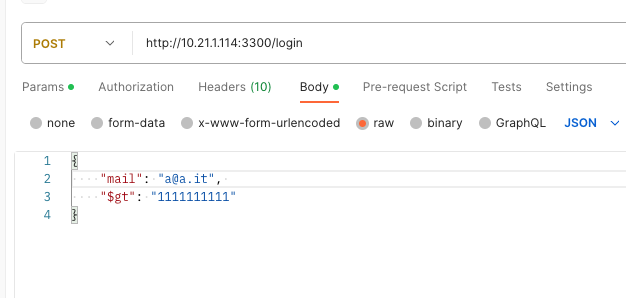 POST http://10.21.1.114:3300/login
Params Authorization Headers (10) Body Pre-request Script Tests Settings
none form-data x-www-form-urlencoded raw binary GraphQL JSON
1 {
2 "mail": "a@a.it",
3 "$gt": "1111111111"
4 }